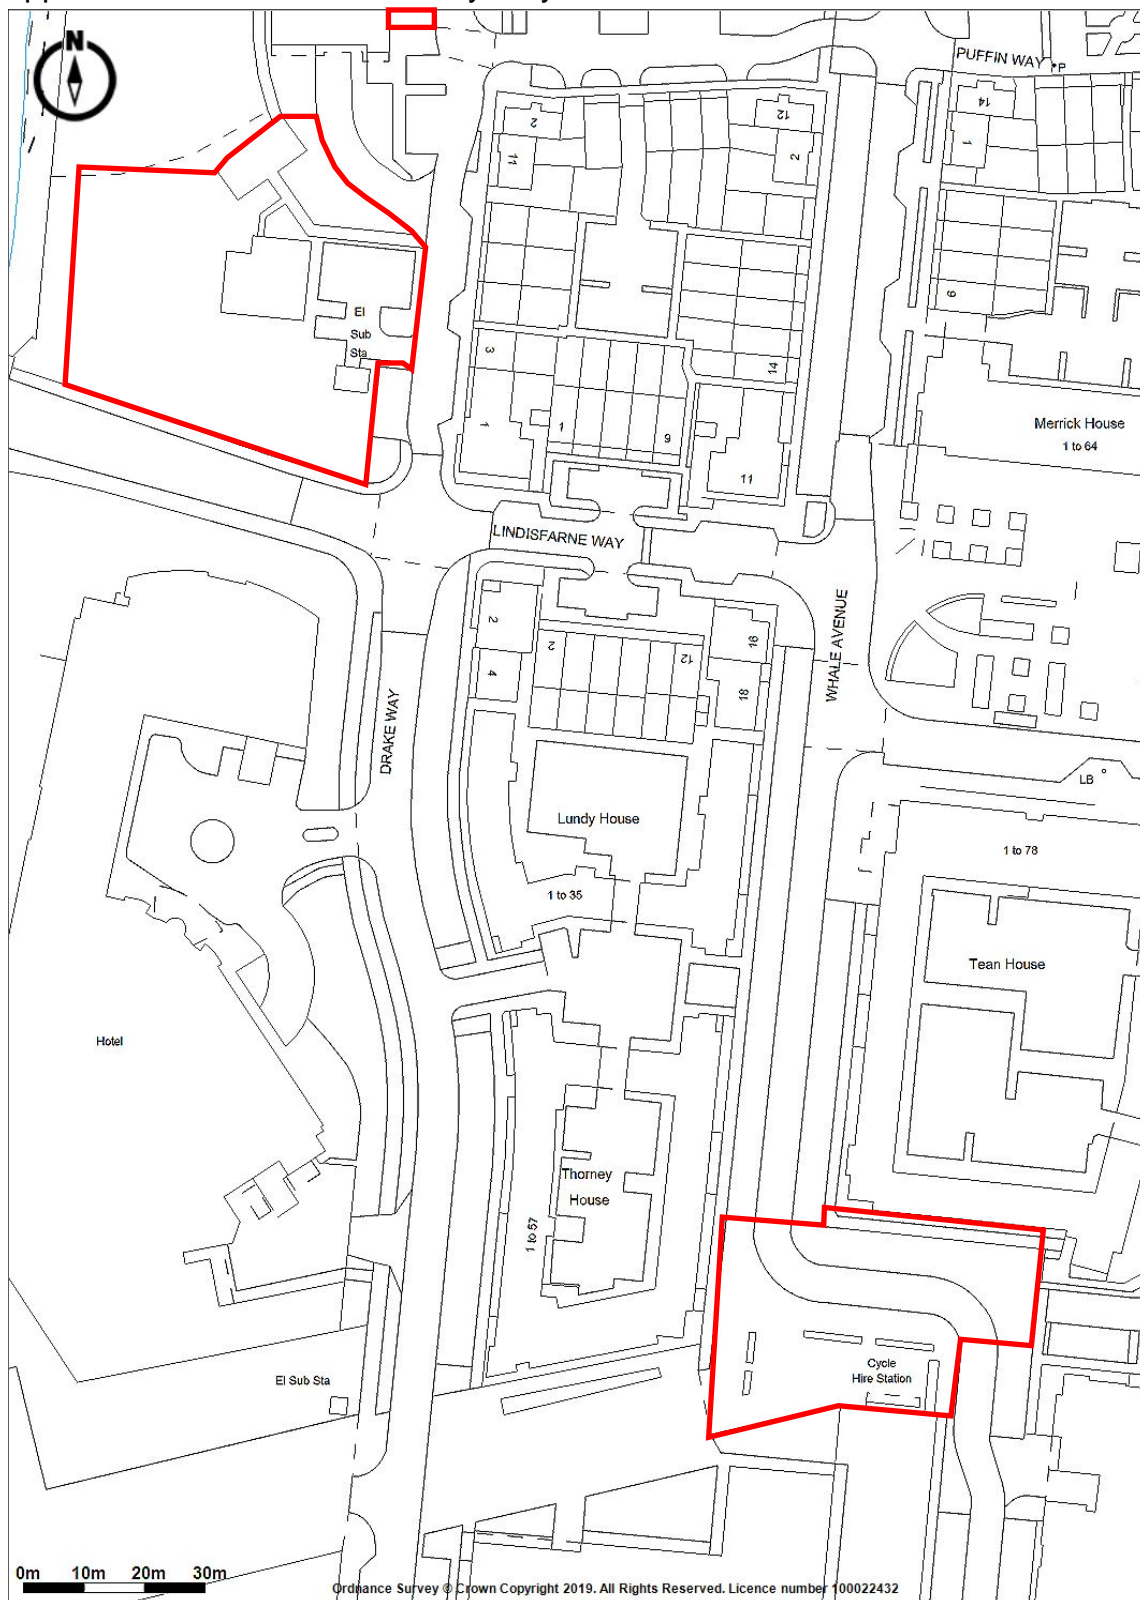 N
PUFFIN WAY
P
2
11
12
2
14
1
9
El
Sub
Sta
3
1
1
9
14
11
Merrick House
1 to 64
LINDISFARNE WAY
WHALE AVENUE
DRAKE WAY
2
4
2
12
16
18
LB
Lundy House
1 to 35
1 to 78
Tean House
Hotel
Thorney
House
1 to 57
Cycle
Hire Station
El Sub Sta
0m 10m 20m 30m
Ordnance Survey © Crown Copyright 2019. All Rights Reserved. Licence number 100022432